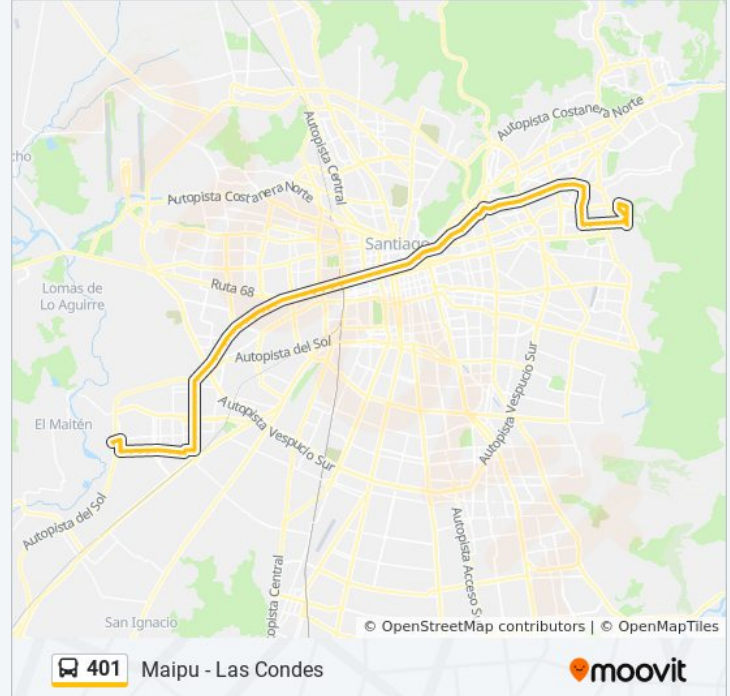 Autopista Costanera Norte
Autopista Central
cho
Autopista Costanera Norte
Santiago
Ruta 68
Lomas de
Lo Aguirre
Autopista del Sol
El Maitén
Autopista Vespucio Sur
Autopista Vespucio Sur
Autopista del Sol
Autopista Acceso S
opista Central
San Ignacio
© OpenStreetMap contributors | © OpenMapTiles
401 Maipu - Las Condes
moovit